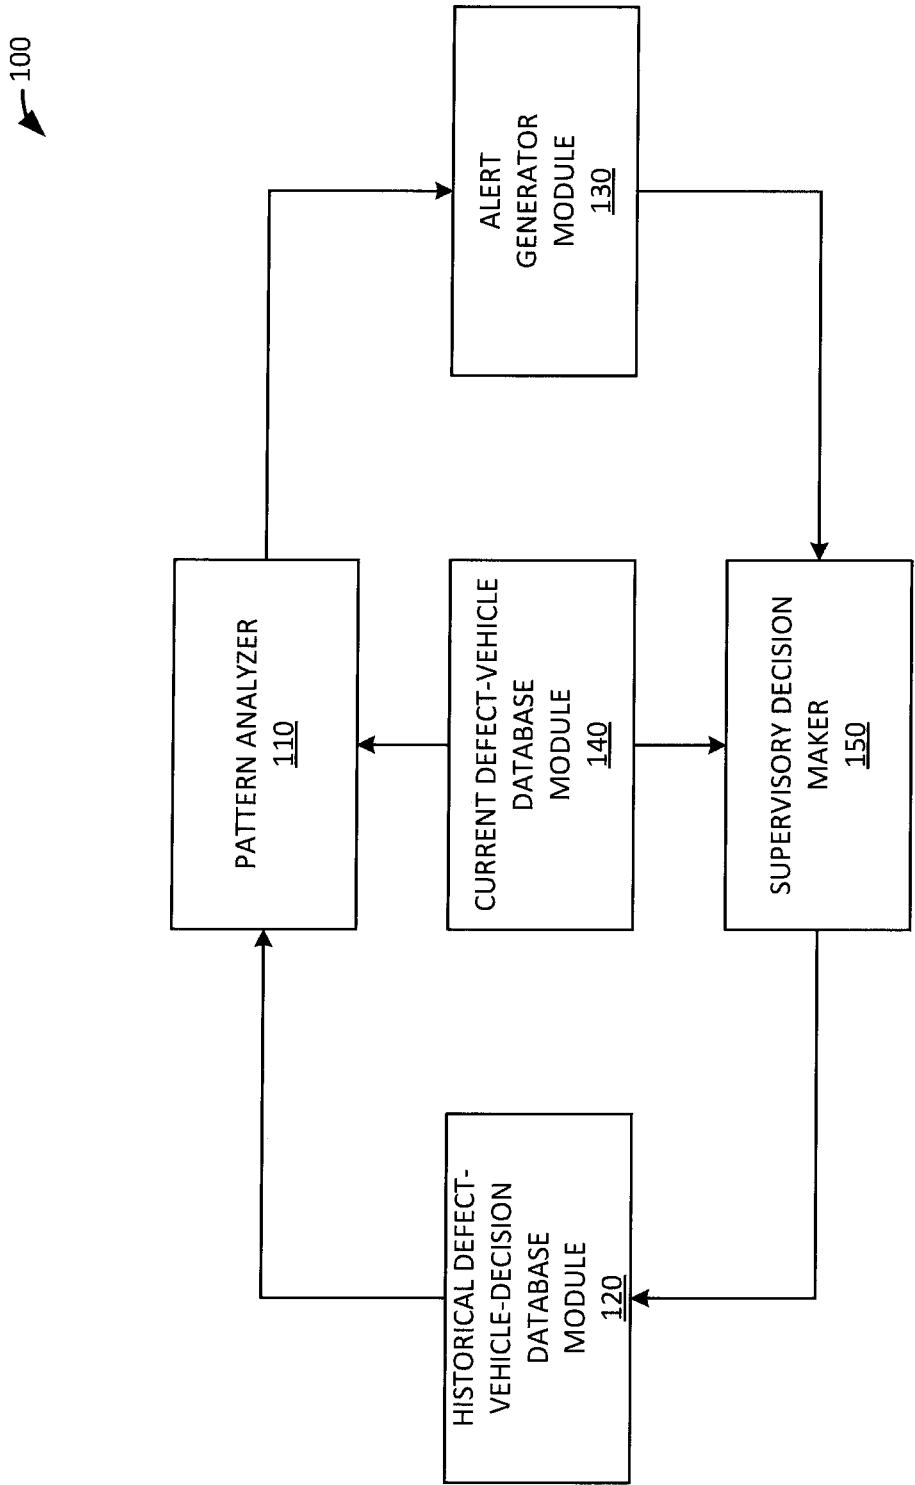 100
PATTERN ANALYZER
110
HISTORICAL DEFECT-
VEHICLE-DECISION
DATABASE
MODULE
120
CURRENT DEFECT-VEHICLE
DATABASE
MODULE
140
ALERT
GENERATOR
MODULE
130
SUPERVISORY DECISION
MAKER
150